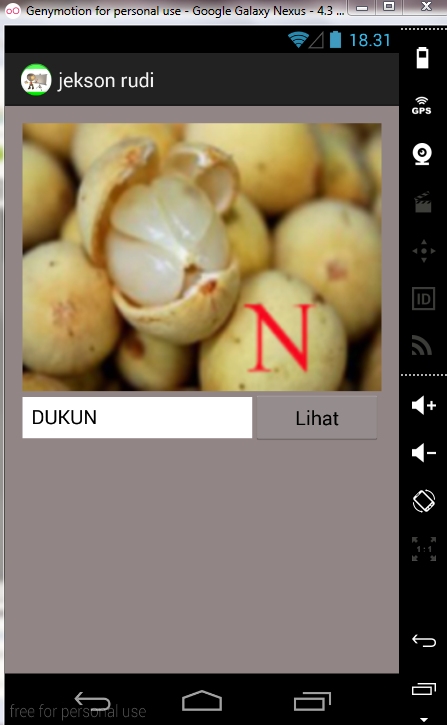 Genymotion for personal use - Google Galaxy Nexus - 4.3 ...
18.31
jekson rudi
GPS
N
DUKUN
Lihat
ID
1:1
free for personal use